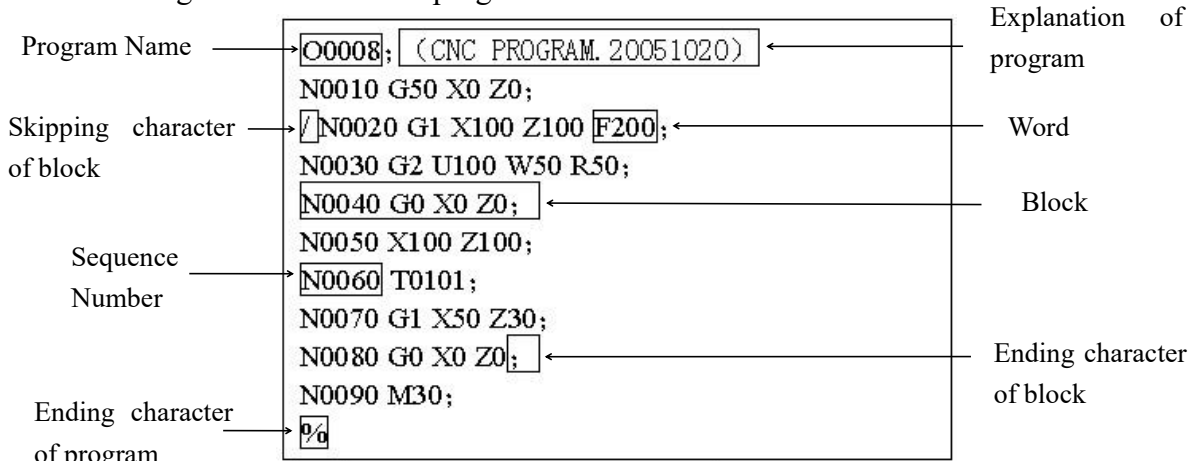 Explanation of
program
Program Name
O0008; (CNC PROGRAM. 20051020)
N0010 G50 X0 Z0;
Skipping character
of block
/N0020 G1 X100 Z100 F200;
Word
N0030 G2 U100 W50 R50;
N0040 G0 X0 Z0;
Block
N0050 X100 Z100;
Sequence
Number
N0060 T0101;
N0070 G1 X50 Z30;
N0080 G0 X0 Z0;
Ending character
of block
N0090 M30;
Ending character
of program
%